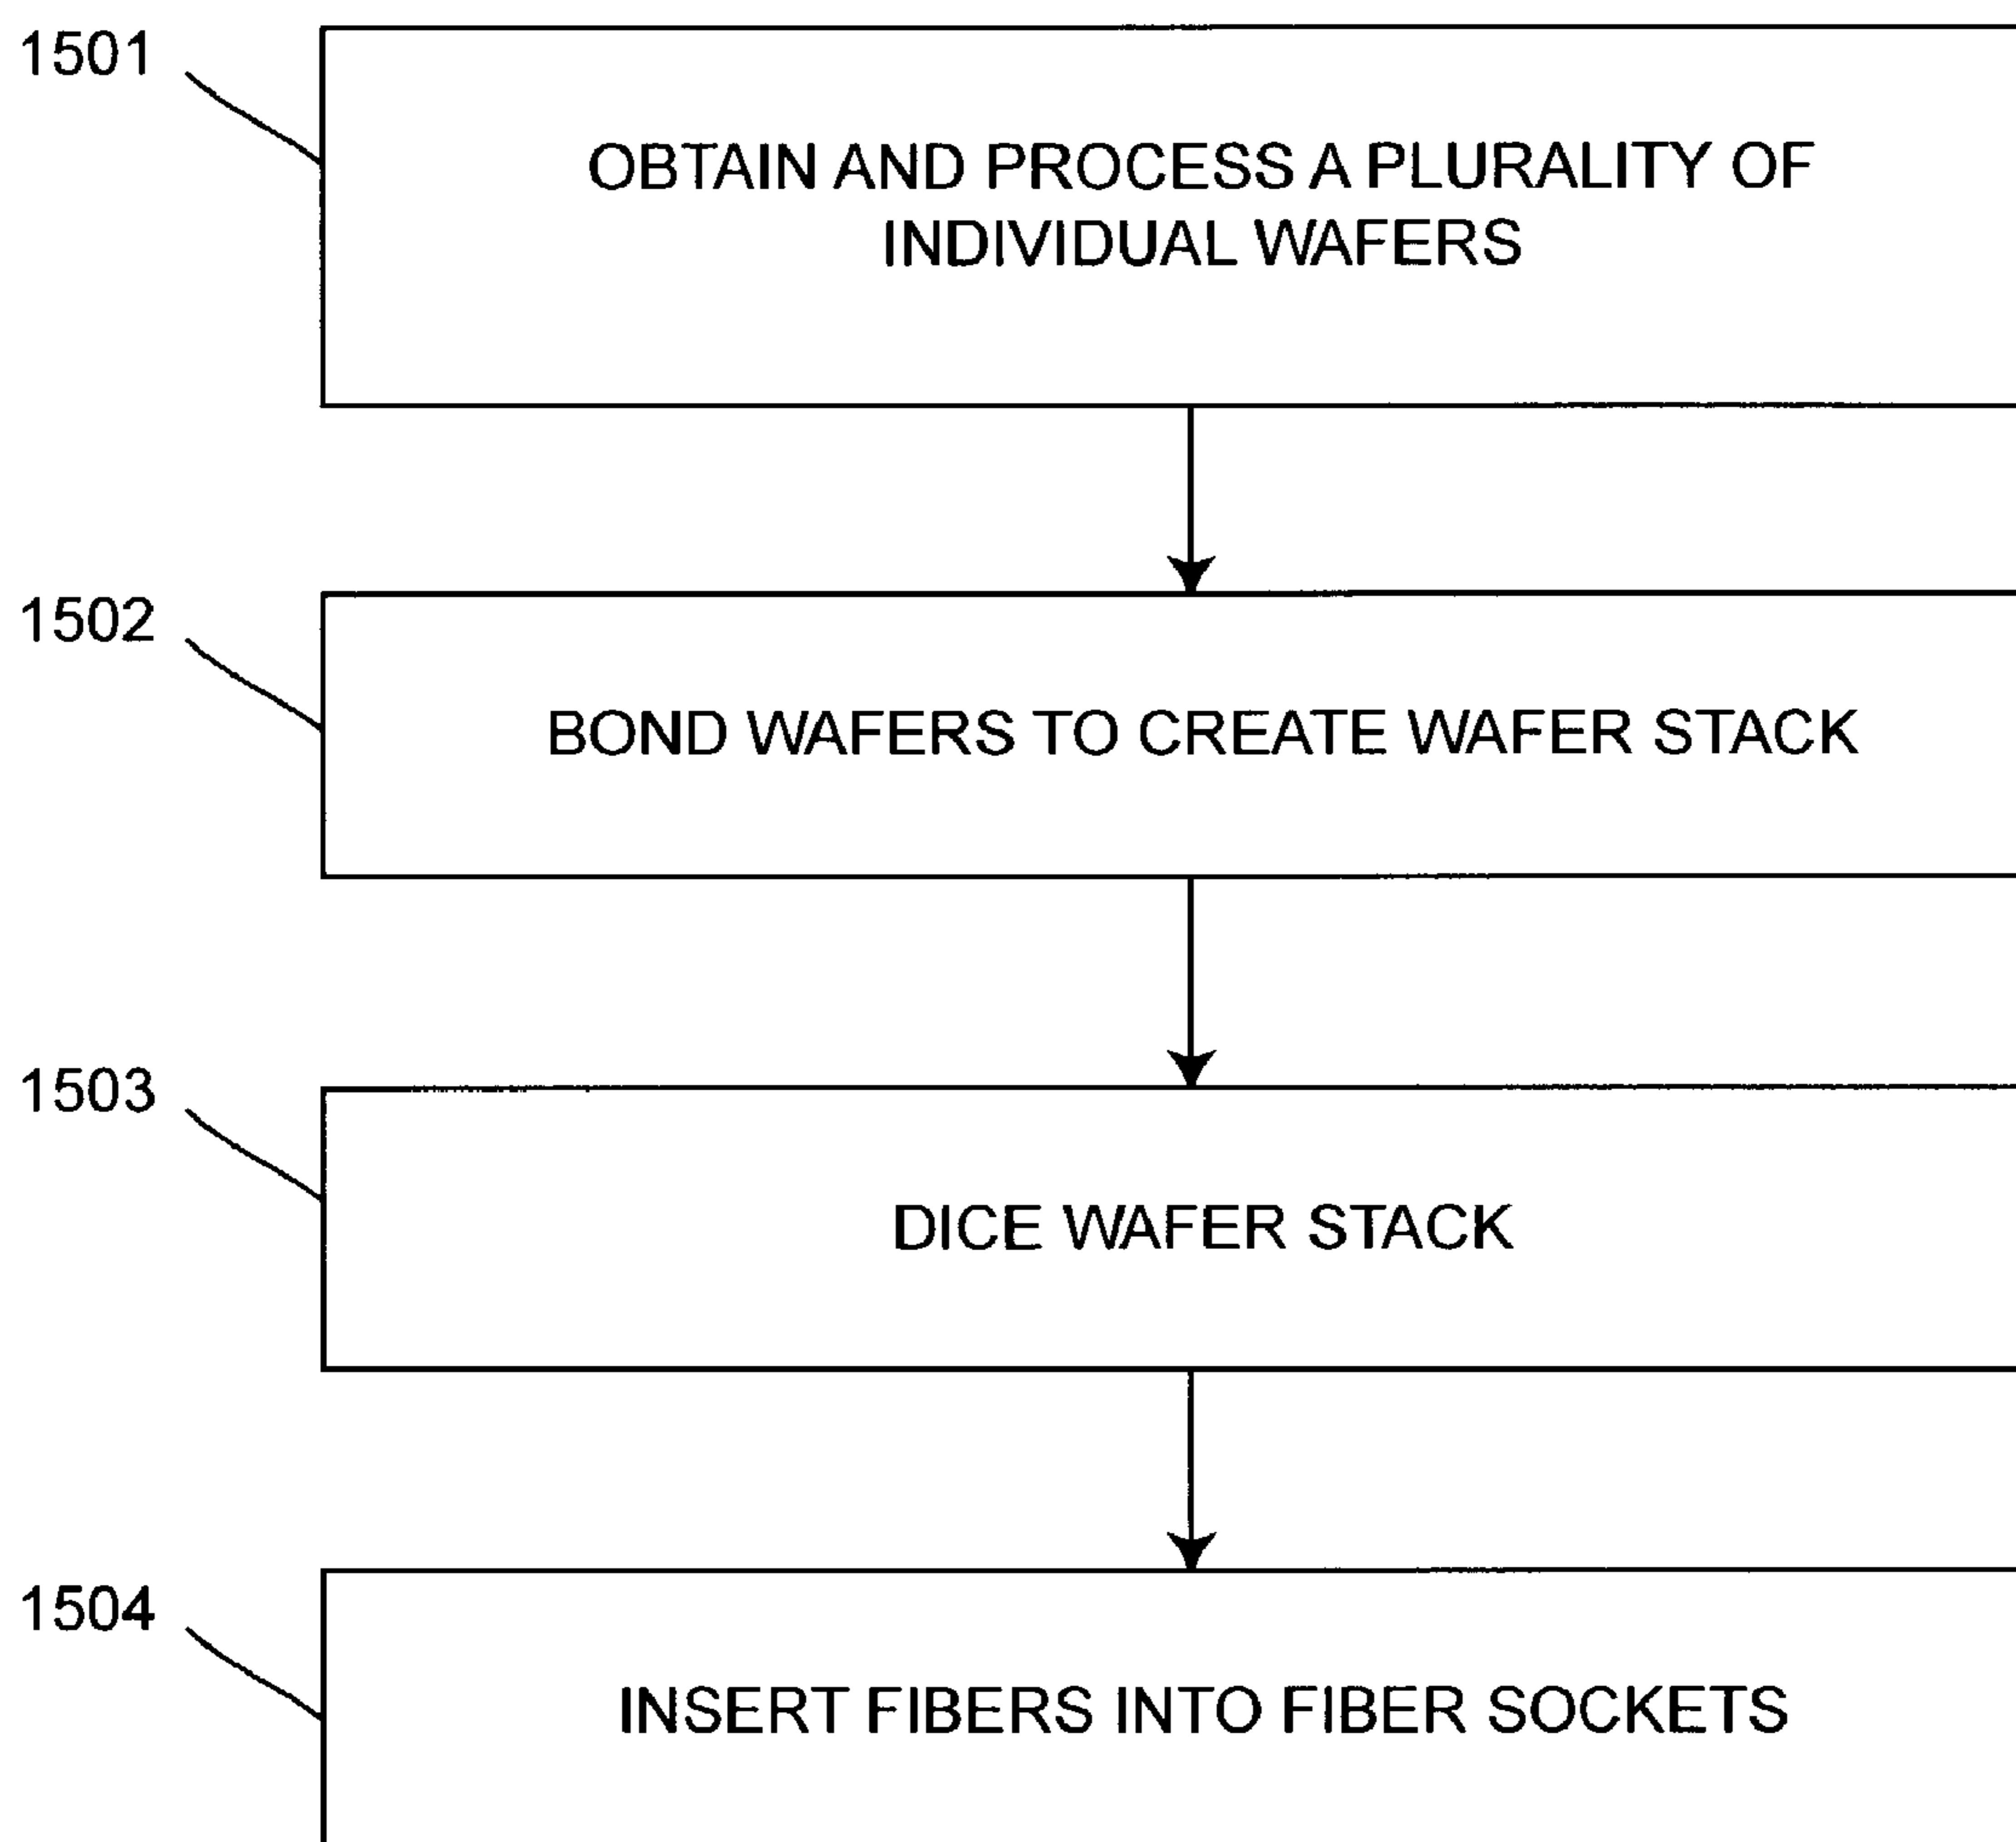 1501
OBTAIN AND PROCESS A PLURALITY OF
INDIVIDUAL WAFERS
1502
BOND WAFERS TO CREATE WAFER STACK
1503
DICE WAFER STACK
1504
INSERT FIBERS INTO FIBER SOCKETS